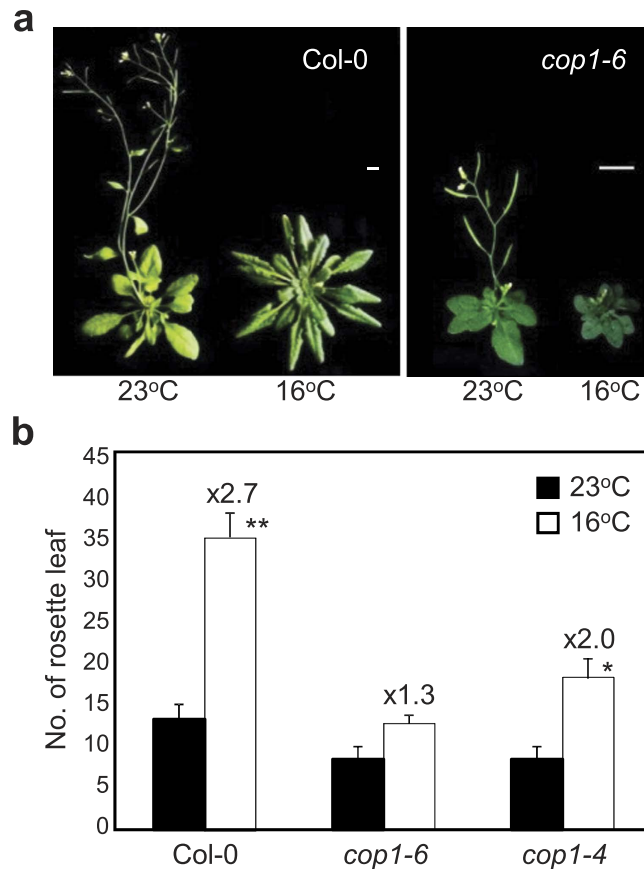 a
Col-0
cop1-6
23°C
16°C
23°C
16°C
b
No. of rosette leaf
45
40
35
30
25
20
15
10
5
0
x2.7
**
x1.3
x2.0
*
23°C
16°C
Col-0
cop1-6
cop1-4